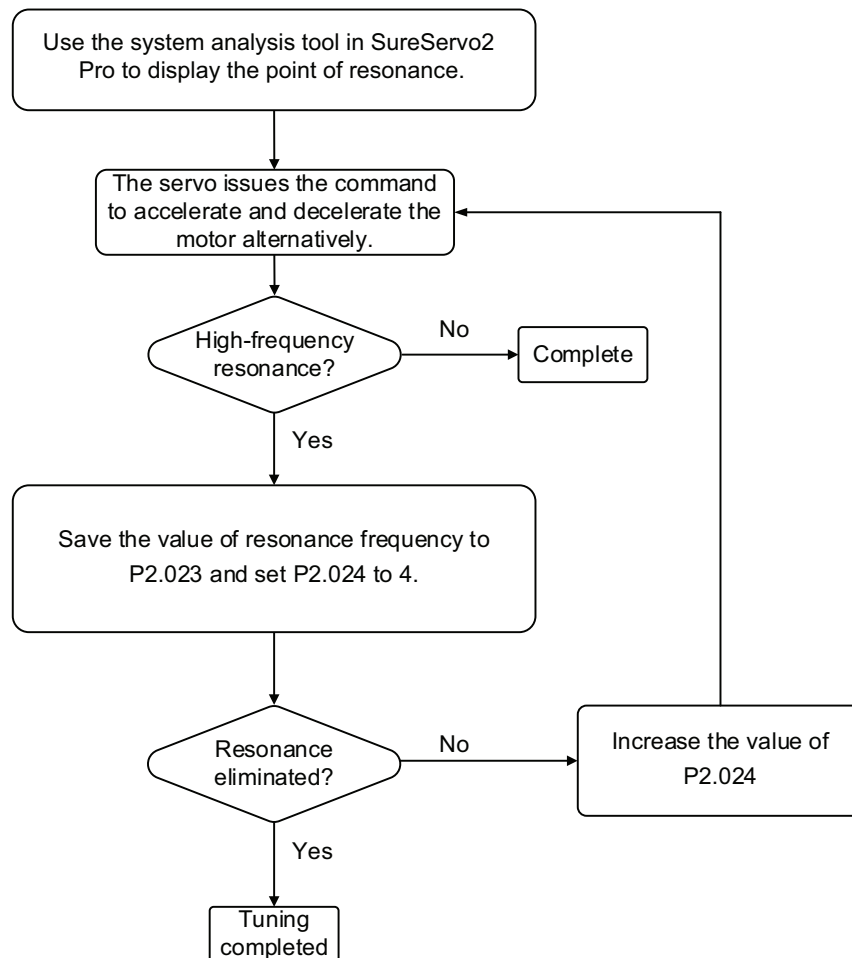 Use the system analysis tool in SureServo2
Pro to display the point of resonance.
The servo issues the command
to accelerate and decelerate the
motor alternatively.
High-frequency
resonance?
No
Complete
Yes
Save the value of resonance frequency to
P2.023 and set P2.024 to 4.
Resonance
eliminated?
No
Increase the value of
P2.024
Yes
Tuning
completed